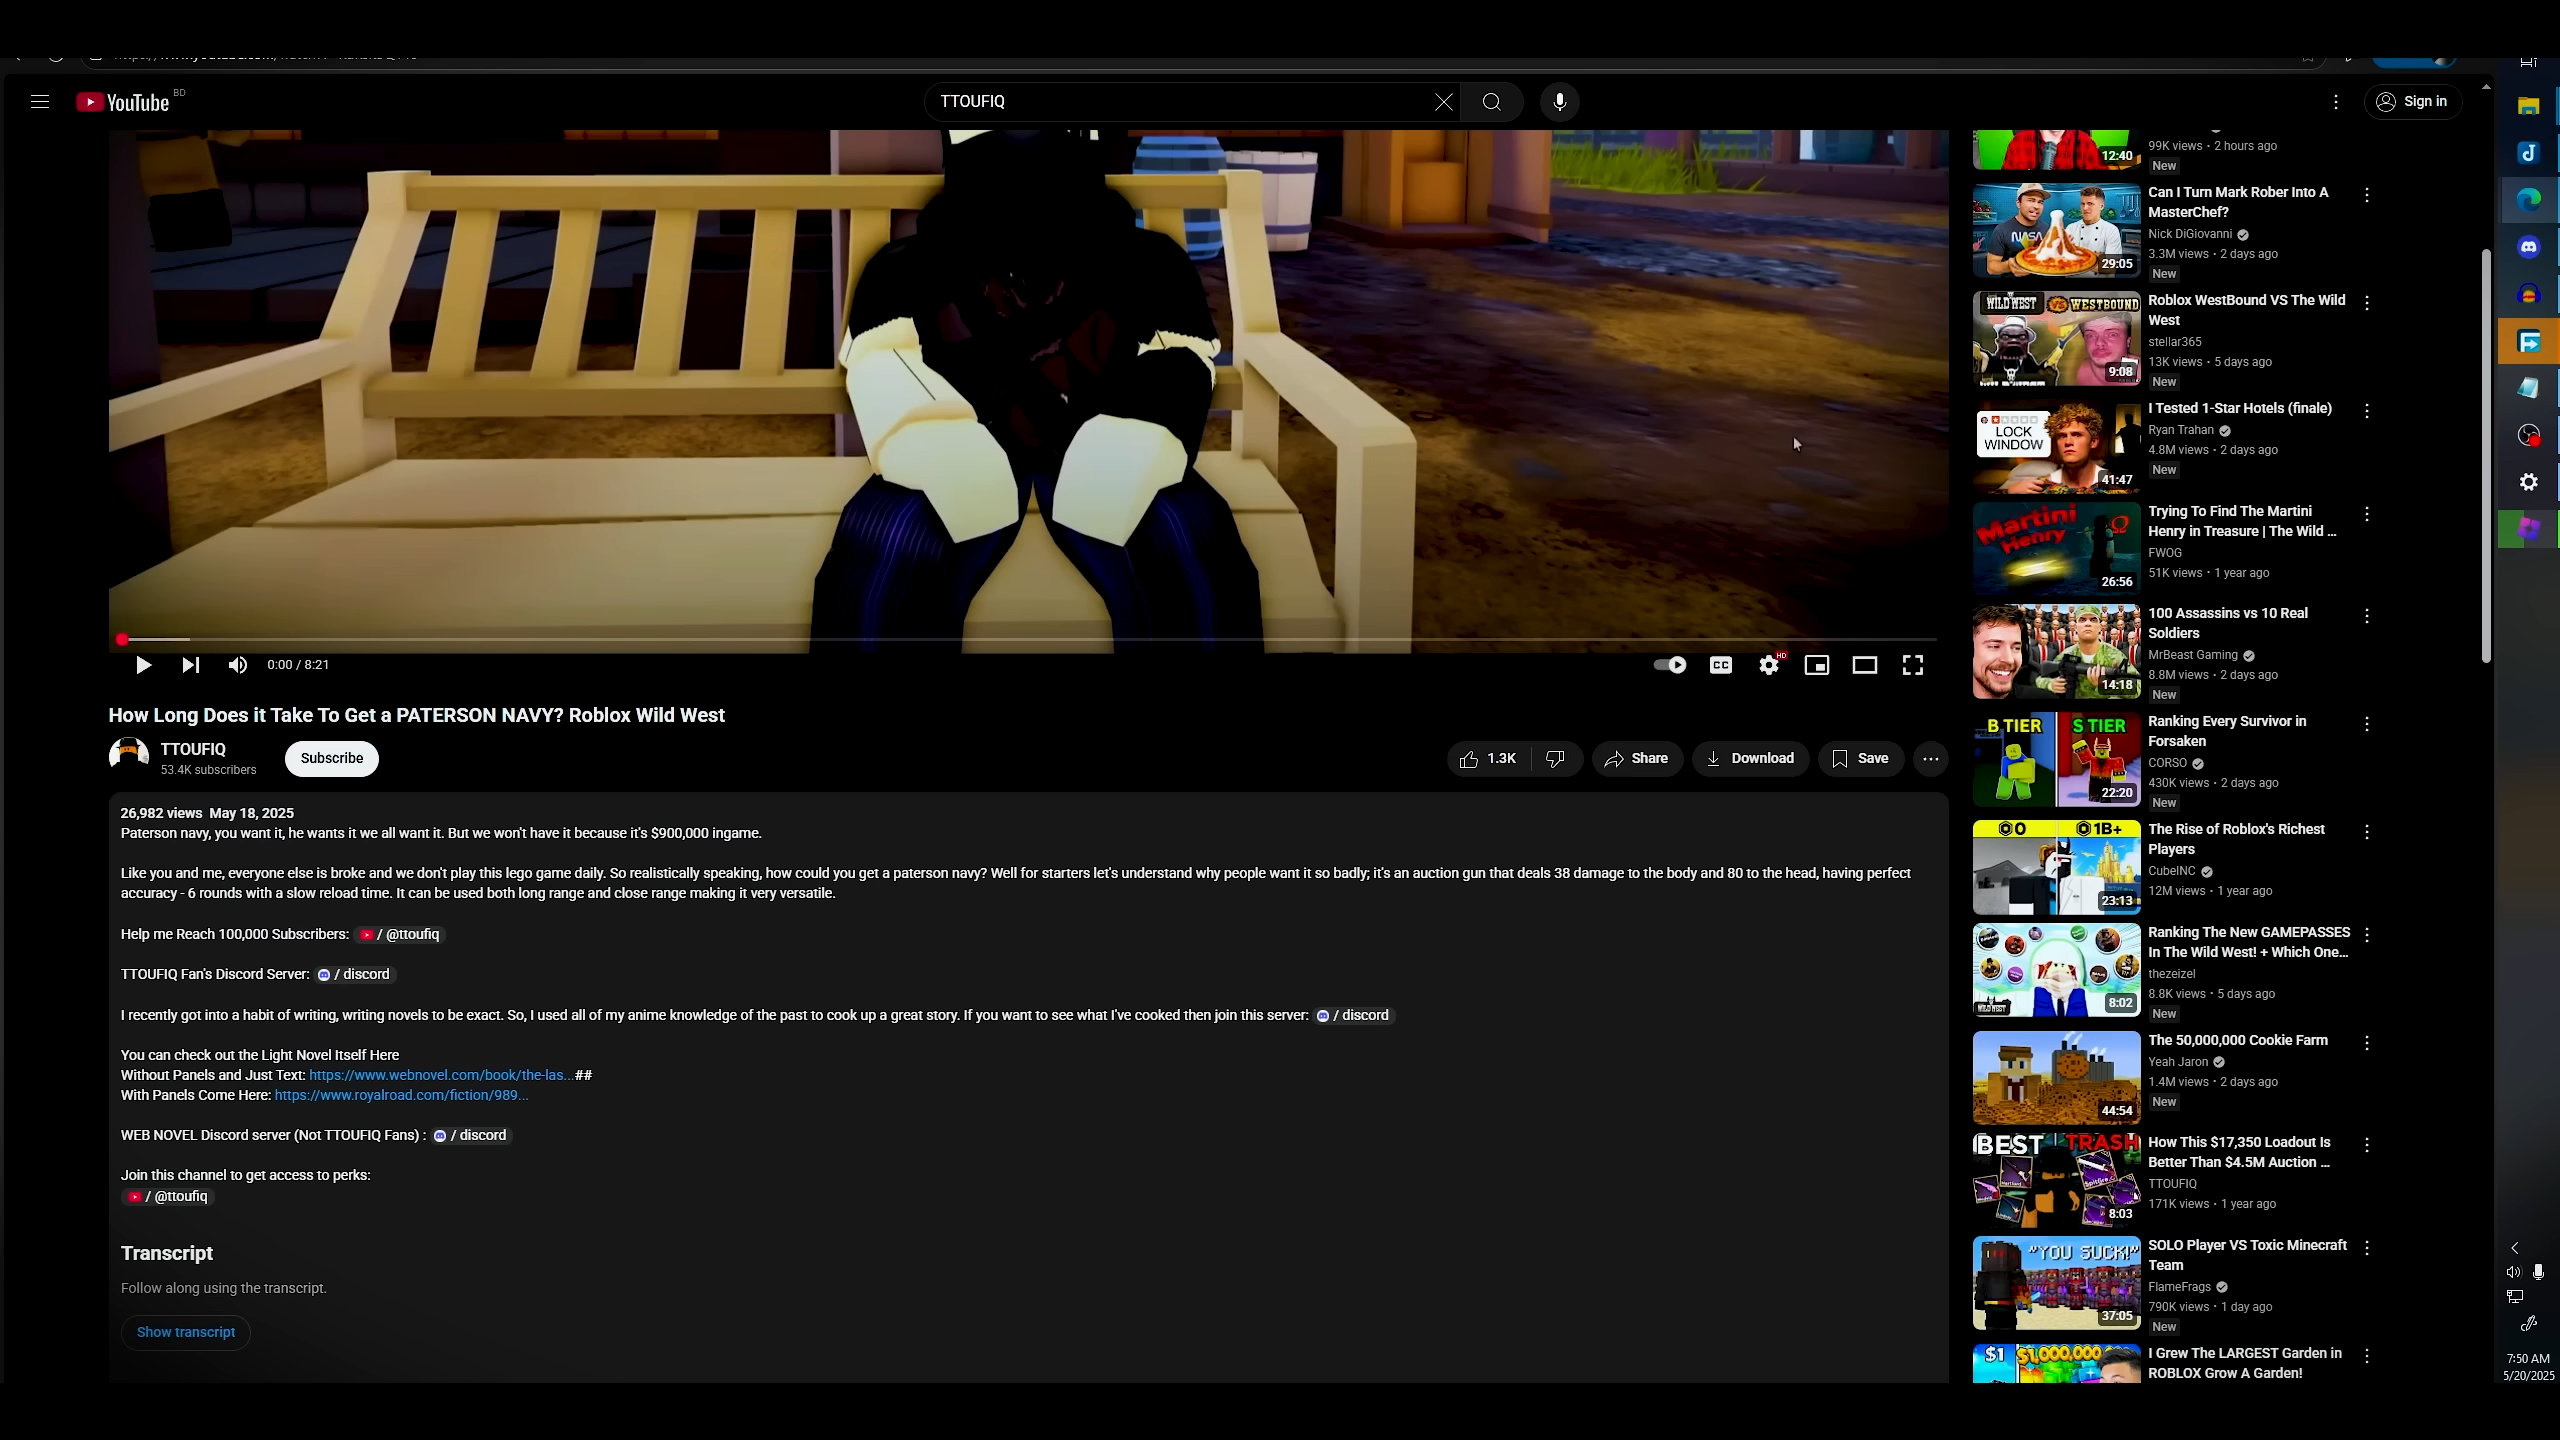 YouTube BD
TTOUFIQ
Sign in
0:00 / 8:21
CC
HD
How Long Does it Take To Get a PATERSON NAVY? Roblox Wild West
TTOUFIQ
53.4K subscribers
Subscribe
1.3K
Share
Download
Save
26,982 views May 18, 2025
Paterson navy, you want it, he wants it we all want it. But we won't have it because it's $900,000 ingame.
Like you and me, everyone else is broke and we don't play this lego game daily. So realistically speaking, how could you get a paterson navy? Well for starters let's understand why people want it so badly; it's an auction gun that deals 38 damage to the body and 80 to the head, having perfect
accuracy - 6 rounds with a slow reload time. It can be used both long range and close range making it very versatile.
Help me Reach 100,000 Subscribers: / @ttoufiq
TTOUFIQ Fan's Discord Server: / discord
I recently got into a habit of writing, writing novels to be exact. So, I used all of my anime knowledge of the past to cook up a great story. If you want to see what I've cooked then join this server: / discord
You can check out the Light Novel Itself Here
Without Panels and Just Text: https://www.webnovel.com/book/the-las...##
With Panels Come Here: https://www.royalroad.com/fiction/989...
WEB NOVEL Discord server (Not TTOUFIQ Fans) : / discord
Join this channel to get access to perks:
/ @ttoufiq
Transcript
Follow along using the transcript.
Show transcript
12:40
99K views • 2 hours ago
New
NASA
29:05
Can I Turn Mark Rober Into A
MasterChef?
Nick DiGiovanni
3.3M views • 2 days ago
New
WILD WEST VS WESTBOUND
9:08
Roblox WestBound VS The Wild
West
stellar365
13K views • 5 days ago
New
LOCK
WINDOW
41:47
I Tested 1-Star Hotels (finale)
Ryan Trahan
4.8M views • 2 days ago
New
Martini
Henry
26:56
Trying To Find The Martini
Henry in Treasure | The Wild ...
FWOG
51K views • 1 year ago
14:18
100 Assassins vs 10 Real
Soldiers
MrBeast Gaming
8.8M views • 2 days ago
New
B TIER
S TIER
22:20
Ranking Every Survivor in
Forsaken
CORSO
430K views • 2 days ago
New
0
1B+
23:13
The Rise of Roblox's Richest
Players
CubeINC
12M views • 1 year ago
WILD WEST
8:02
Ranking The New GAMEPASSES
In The Wild West! + Which One...
thezeizel
8.8K views • 5 days ago
New
44:54
The 50,000,000 Cookie Farm
Yeah Jaron
1.4M views • 2 days ago
New
BEST
TRASH
8:03
How This $17,350 Loadout Is
Better Than $4.5M Auction ...
TTOUFIQ
171K views • 1 year ago
"YOU SUCK!"
37:05
SOLO Player VS Toxic Minecraft
Team
FlameFrags
790K views • 1 day ago
New
$1
$1,000,000
I Grew The LARGEST Garden in
ROBLOX Grow A Garden!
7:50 AM
5/20/2025